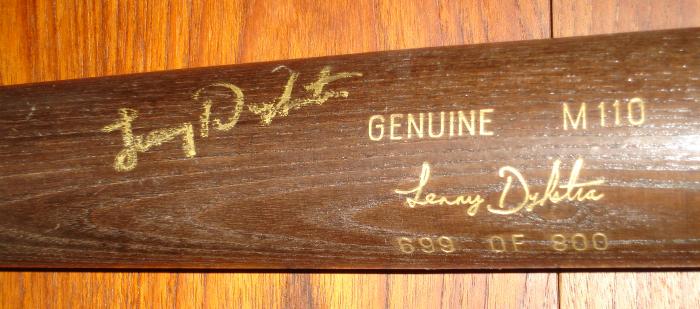 Lenny Dykstra
GENUINE M110
Lenny Dykstra
699 OF 800